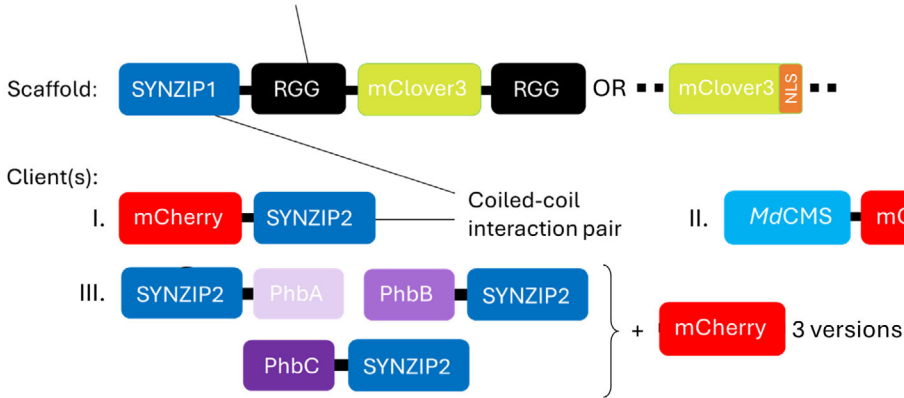 Scaffold: SYNZIP1 RGG mClover3 RGG OR mClover3 NLS
Client(s):
I. mCherry SYNZIP2
Coiled-coil
interaction pair
II. MdCMS
III. SYNZIP2 PhbA PhbB SYNZIP2
+ mCherry 3 versions
PhbC SYNZIP2